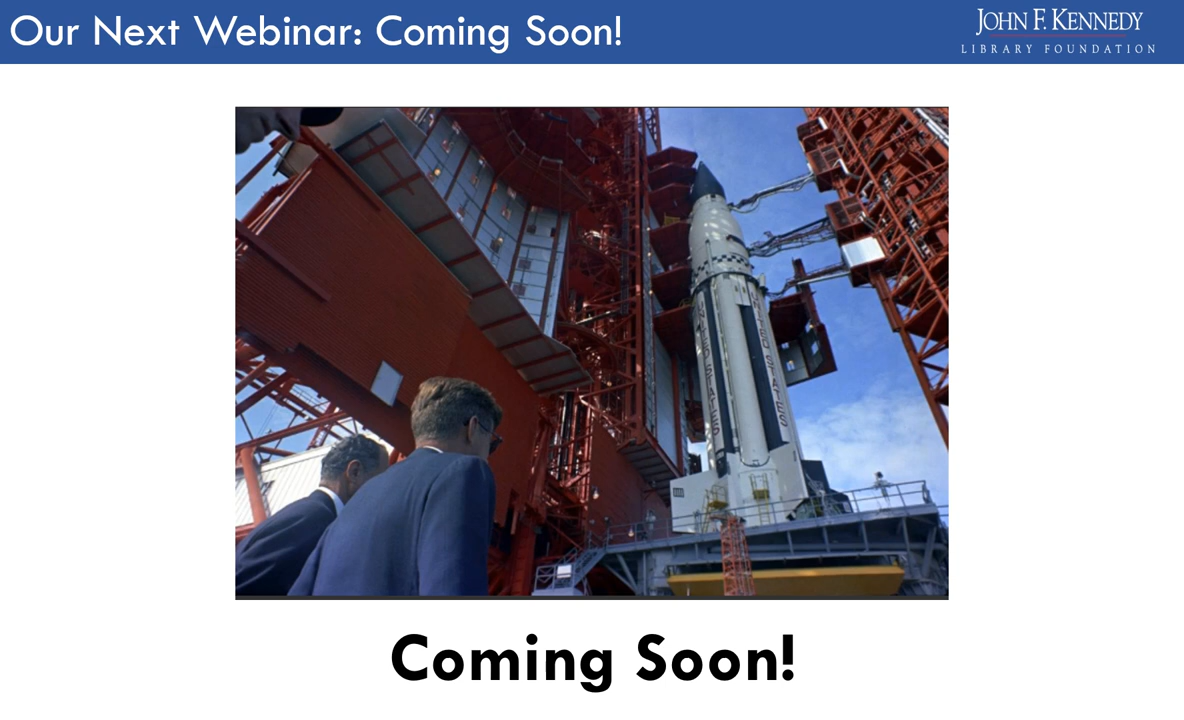 Our Next Webinar: Coming Soon!
JOHN F. KENNEDY
LIBRARY FOUNDATION
UNITED STATES
UNITED STATES
Coming Soon!